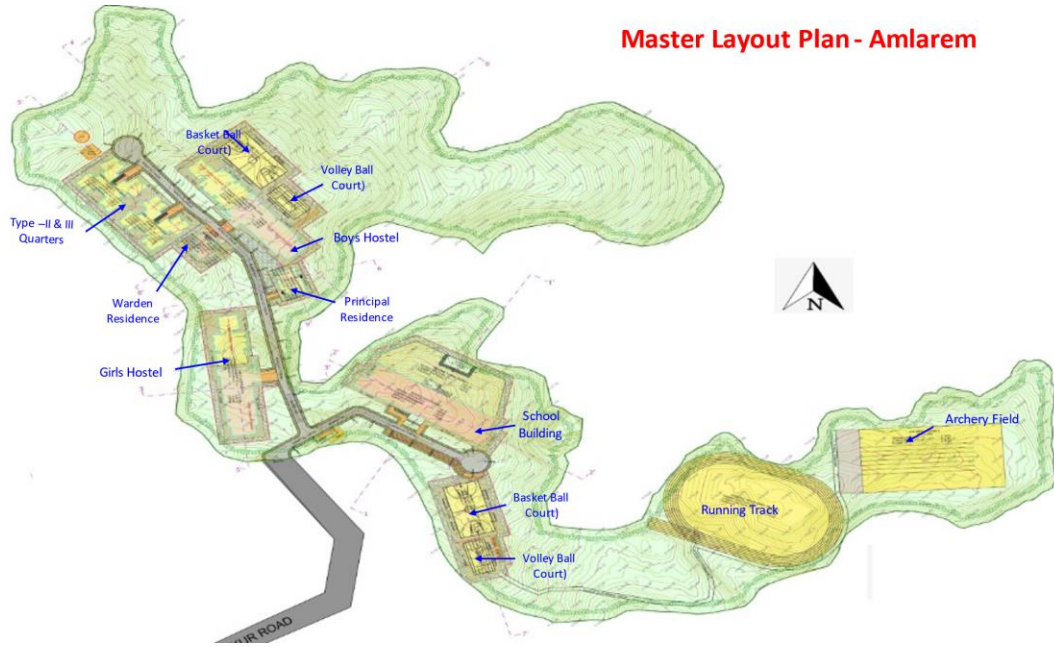 Master Layout Plan - Amlarem
Basket Ball
Court)
Volley Ball
Court)
Type –II & III
Quarters
Boys Hostel
Warden
Residence
Principal
Residence
Girls Hostel
N
School
Building
Archery Field
Basket Ball
Court)
Running Track
Volley Ball
Court)
ROAD